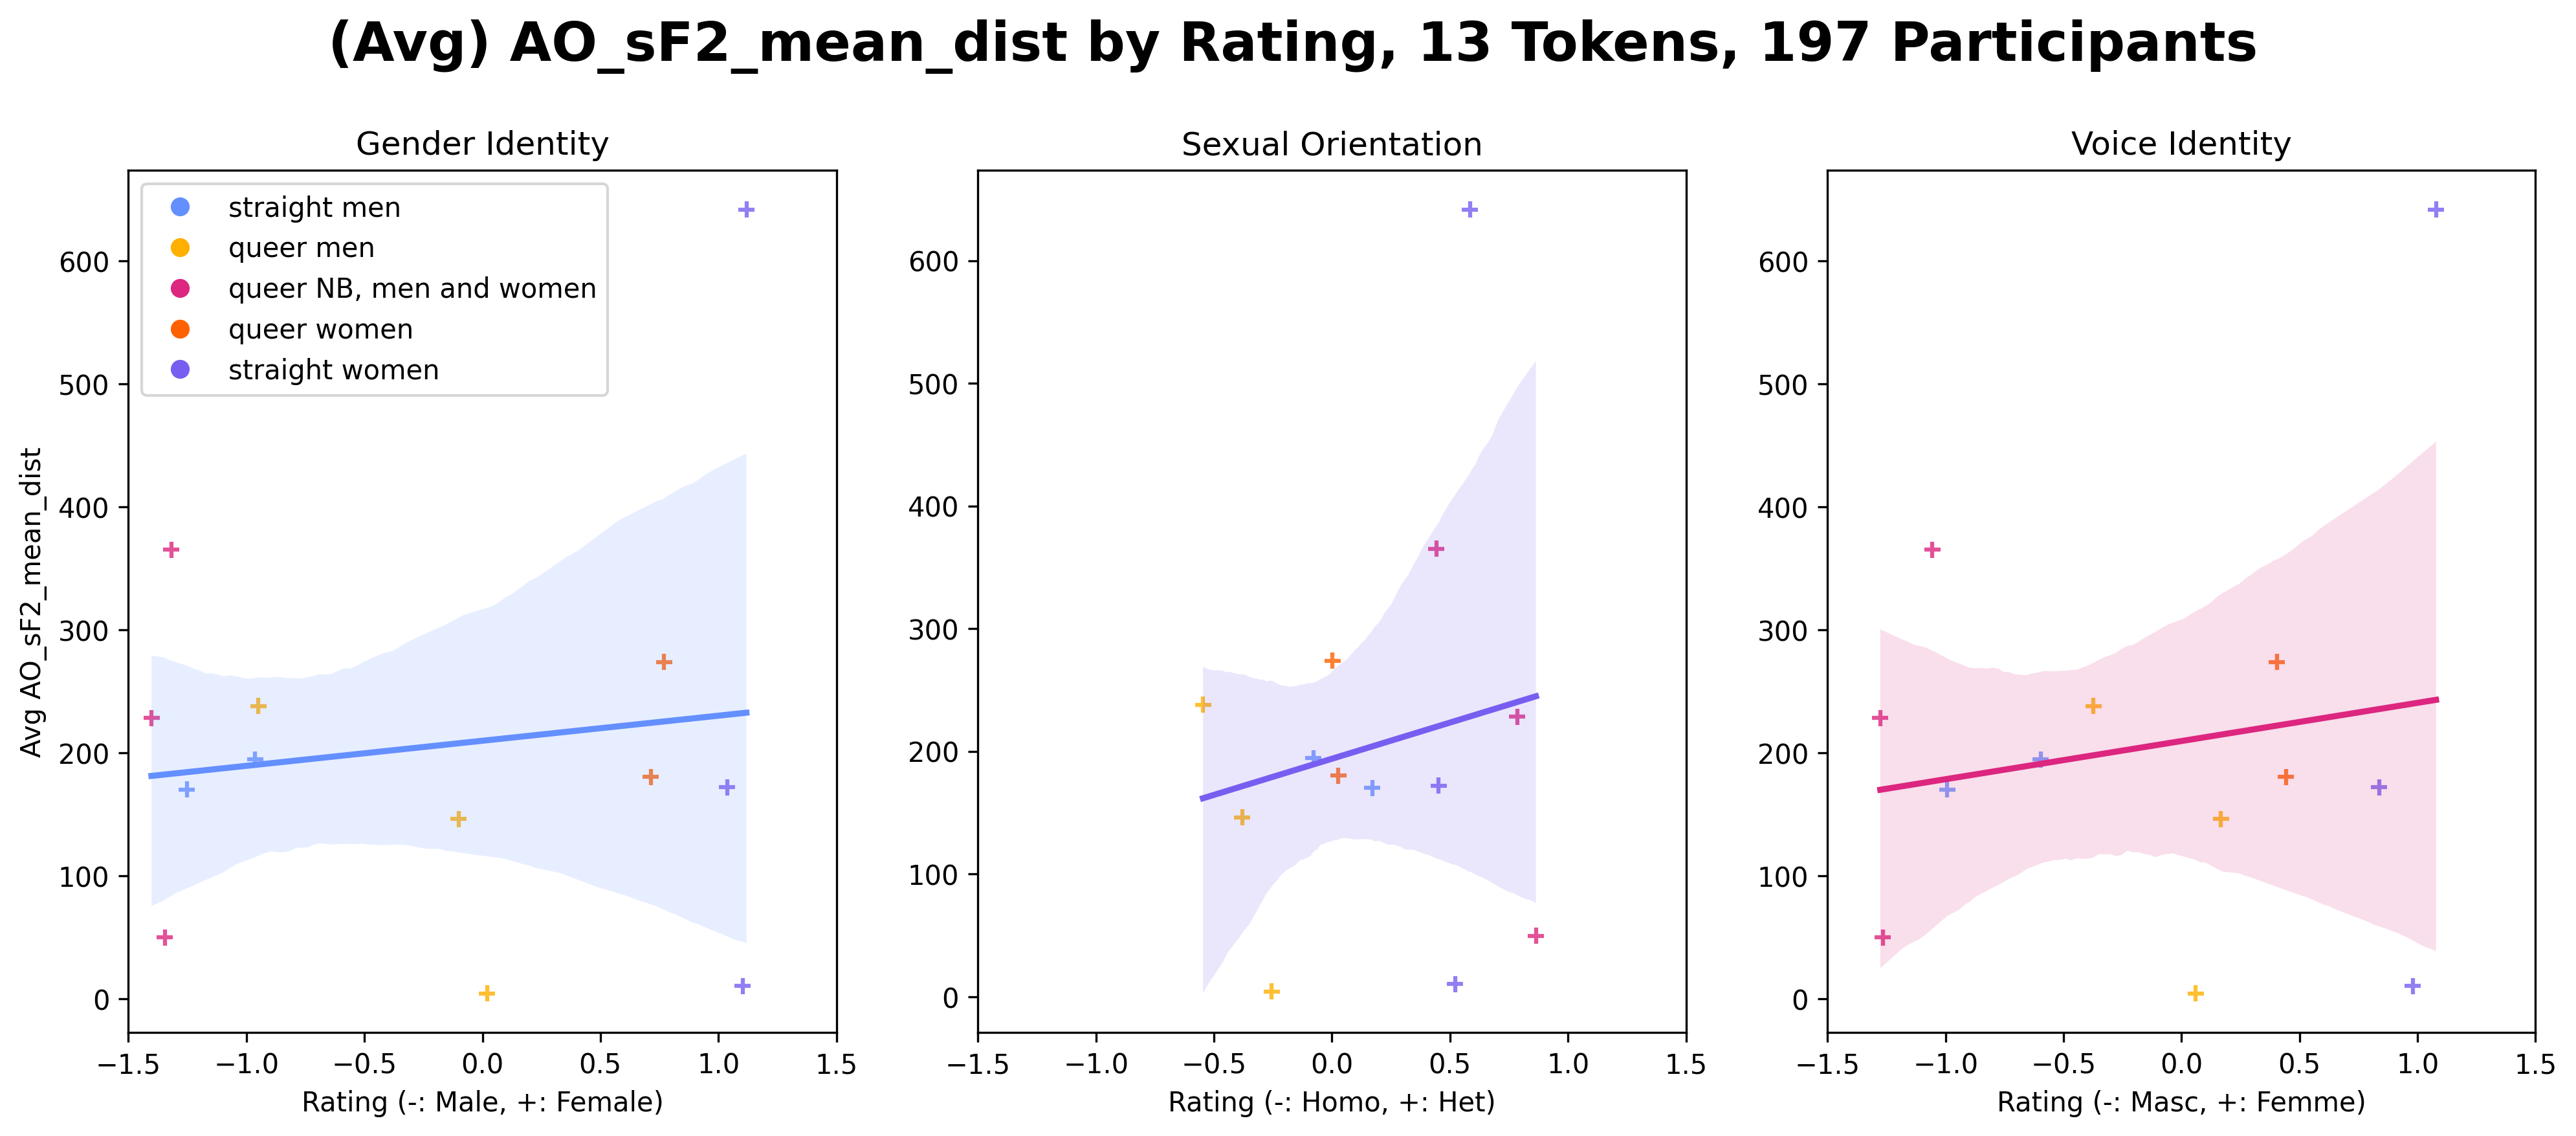 (Avg) AO_sF2_mean_dist by Rating, 13 Tokens, 197 Participants
Gender Identity
straight men
queer men
queer NB, men and women
queer women
straight women
Avg AO_sF2_mean_dist
600
500
400
300
200
100
0
−1.5 −1.0 −0.5 0.0 0.5 1.0 1.5
Rating (-: Male, +: Female)
Sexual Orientation
600
500
400
300
200
100
0
−1.5 −1.0 −0.5 0.0 0.5 1.0 1.5
Rating (-: Homo, +: Het)
Voice Identity
600
500
400
300
200
100
0
−1.5 −1.0 −0.5 0.0 0.5 1.0 1.5
Rating (-: Masc, +: Femme)